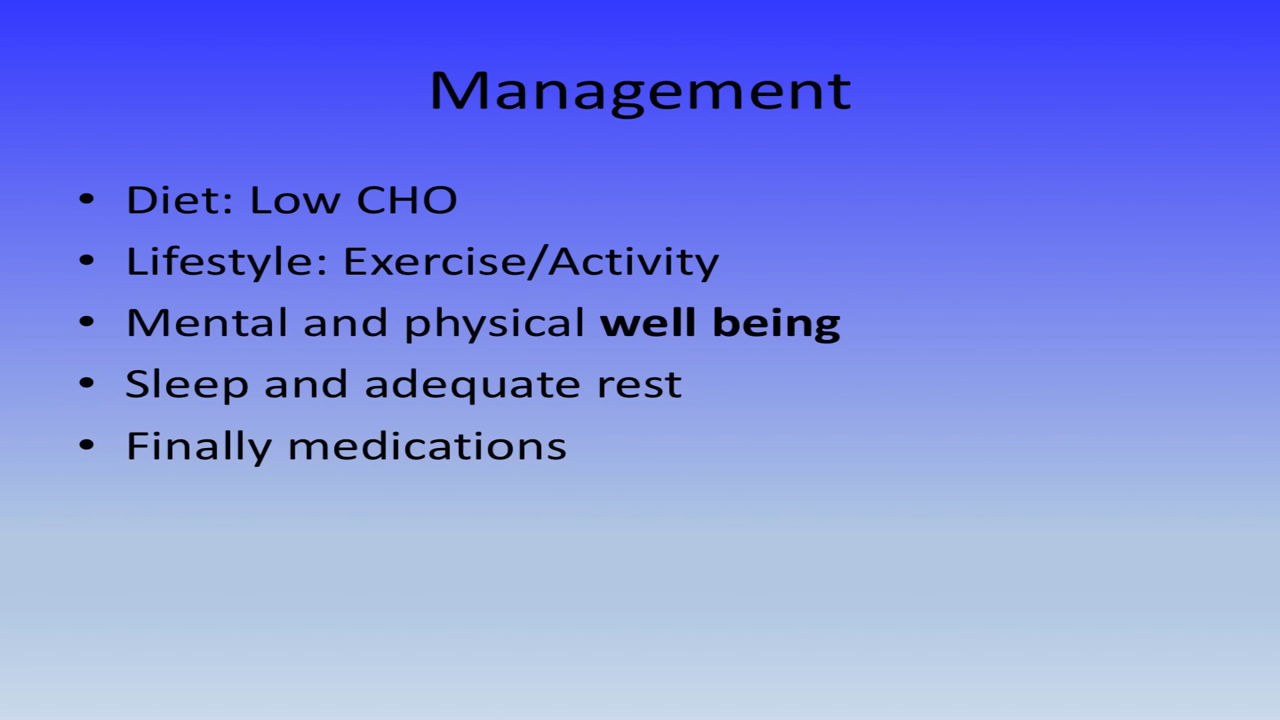 Management
• Diet: Low CHO
• Lifestyle: Exercise/Activity
• Mental and physical well being
• Sleep and adequate rest
• Finally medications